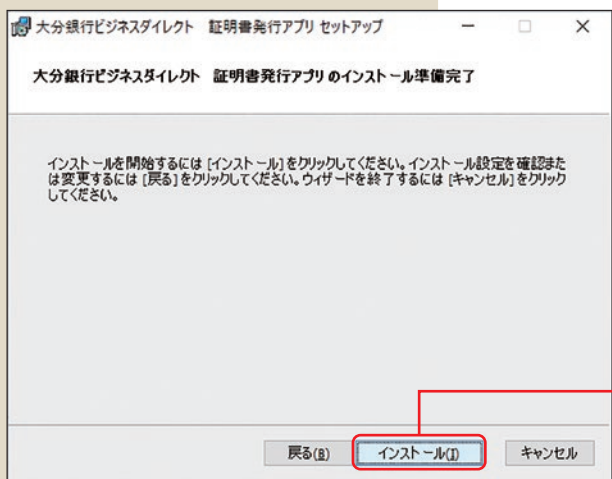 大分銀行ビジネスダイレクト 証明書発行アプリ セットアップ
大分銀行ビジネスダイレクト 証明書発行アプリ のインストール準備完了
インストールを開始するには [インストール] をクリックしてください。インストール設定を確認また
は変更するには [戻る] をクリックしてください。ウィザードを終了するには [キャンセル] をクリック
してください。
戻る(B) インストール(I) キャンセル